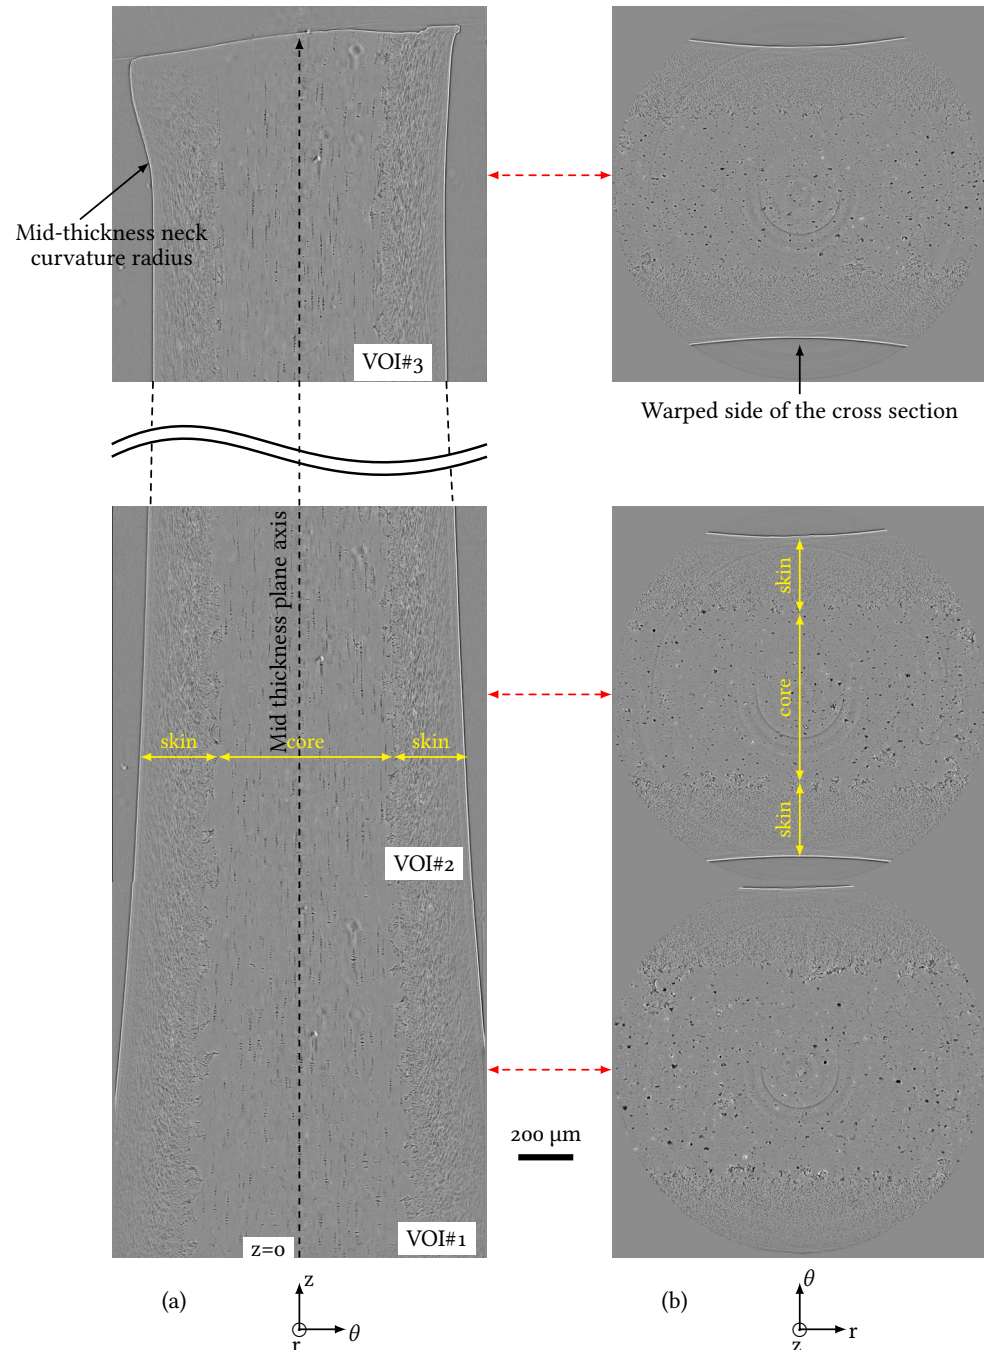 Mid-thickness neck
curvature radius
VOI#3
Warped side of the cross section
Mid thickness plane axis
skin
core
skin
skin
core
skin
VOI#2
200 µm
VOI#1
z=0
z
θ
r
(a)
θ
r
z
(b)